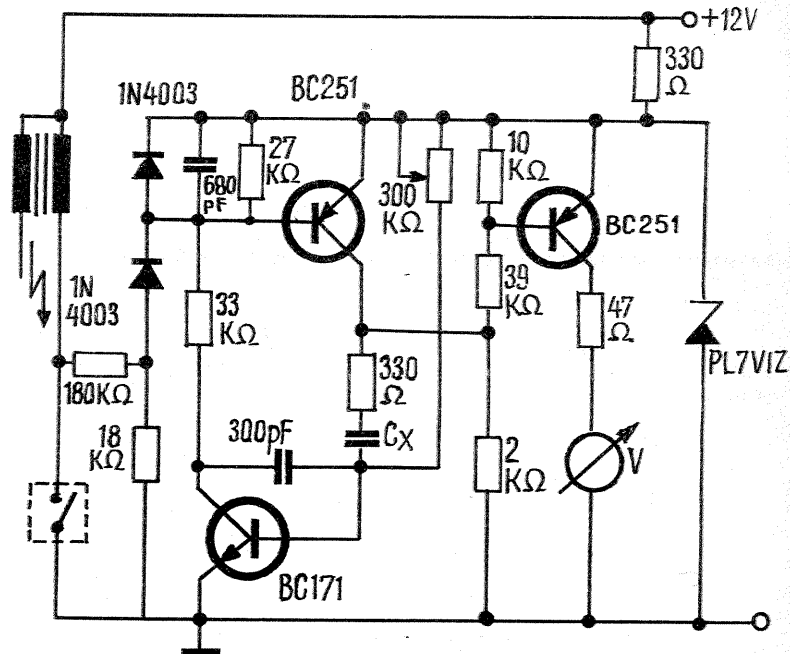 +12V
330
Ω
1N4003
BC251
680
pF
27
KΩ
300
KΩ
10
KΩ
BC251
1N
4003
33
KΩ
39
KΩ
47
Ω
PL7V1Z
180KΩ
330
Ω
18
KΩ
300pF
CX
2
KΩ
V
BC171